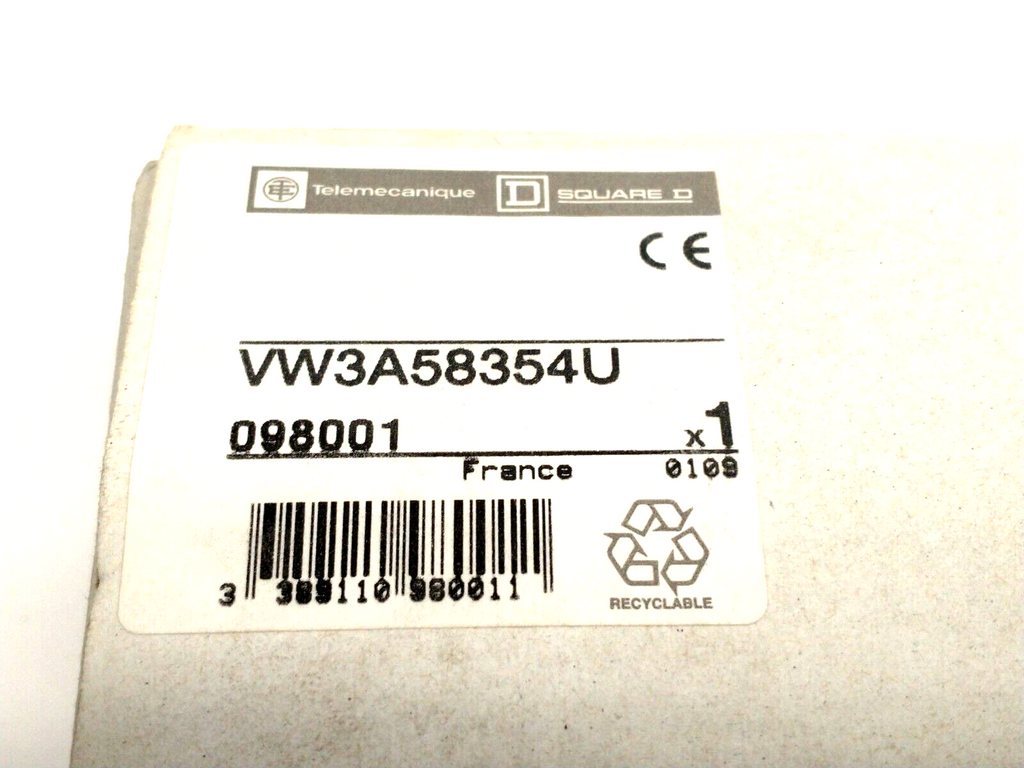 Telemecanique D SQUARE D
CE
VW3A58354U
098001 x1
France 0109
3 389110 980011
RECYCLABLE